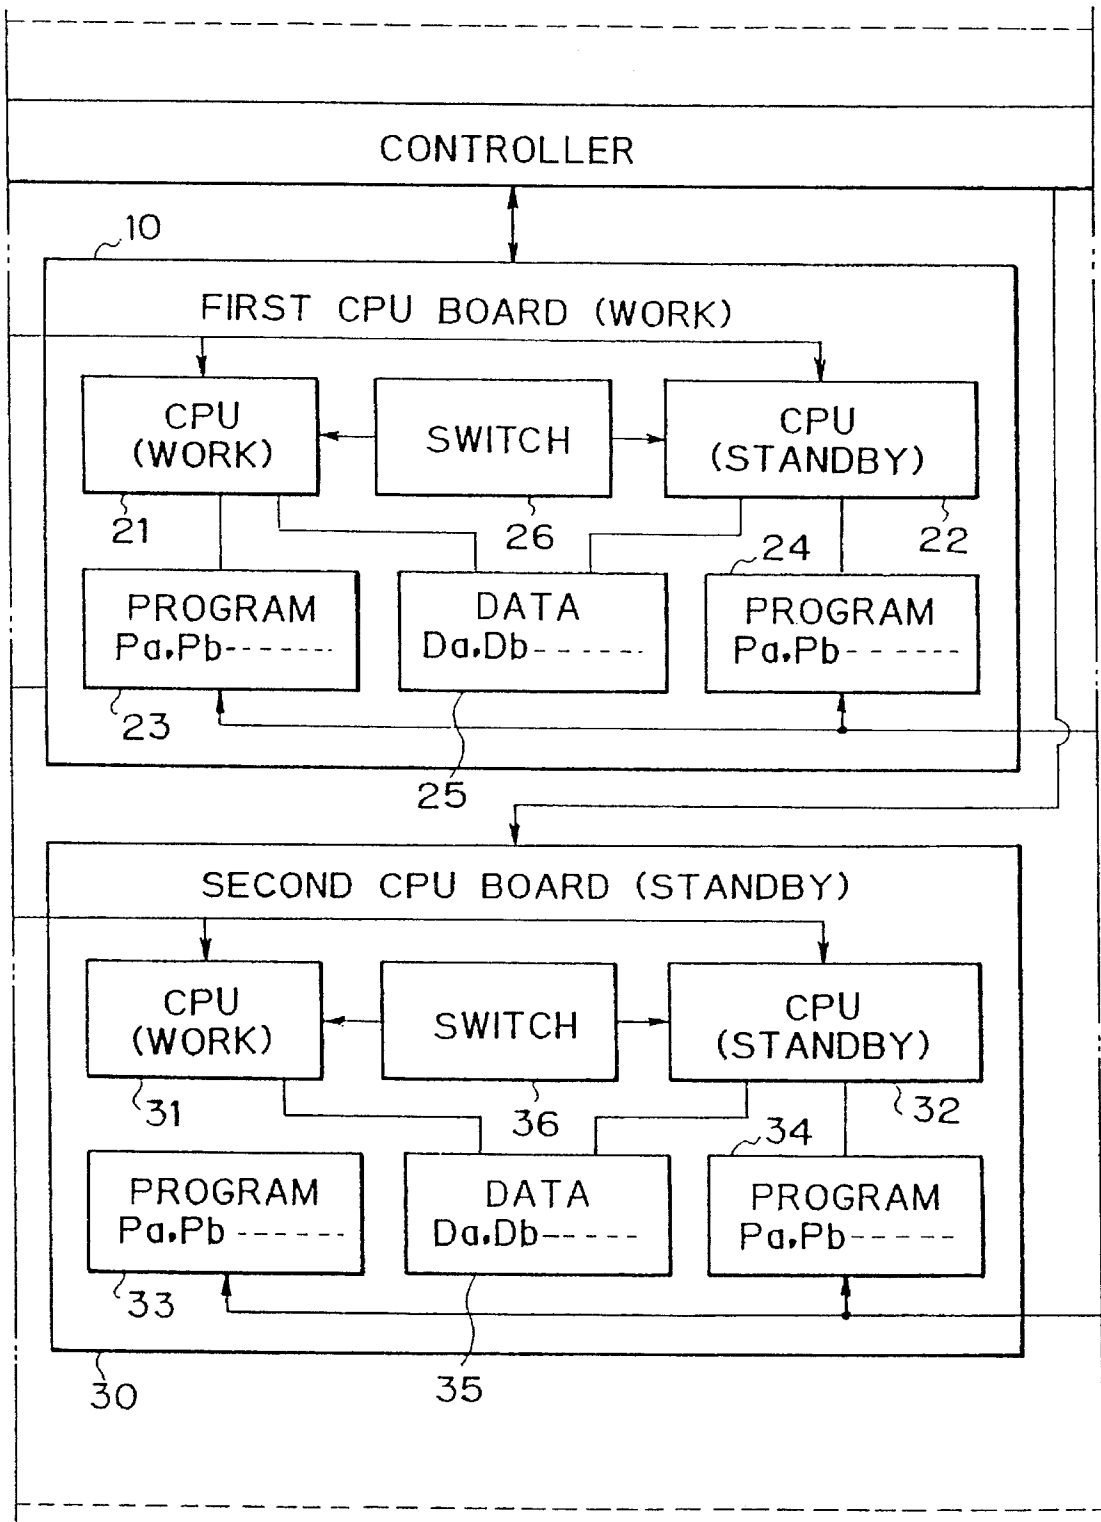 CONTROLLER
10
FIRST CPU BOARD (WORK)
CPU
(WORK)
SWITCH
CPU
(STANDBY)
21
26
22
24
PROGRAM
Pa.Pb-------
DATA
Da.Db------
PROGRAM
Pa.Pb------
23
25
SECOND CPU BOARD (STANDBY)
CPU
(WORK)
SWITCH
CPU
(STANDBY)
31
36
32
34
PROGRAM
Pa.Pb------
DATA
Da.Db-----
PROGRAM
Pa.Pb------
33
35
30